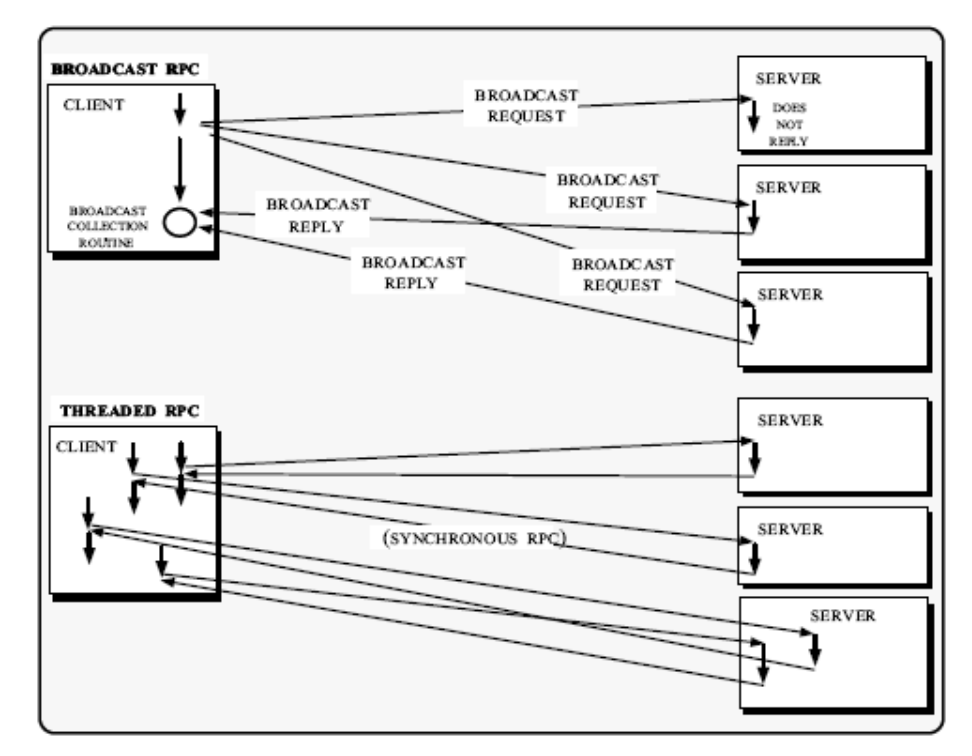 BROADCAST RPC
CLIENT
BROADCAST
COLLECTION
ROUTINE
BROADCAST
REQUEST
BROADCAST
REQUEST
BROADCAST
REPLY
BROADCAST
REPLY
BROADCAST
REQUEST
SERVER
DOES
NOT
REPLY
SERVER
SERVER
THREADED RPC
CLIENT
(SYNCHRONOUS RPC)
SERVER
SERVER
SERVER